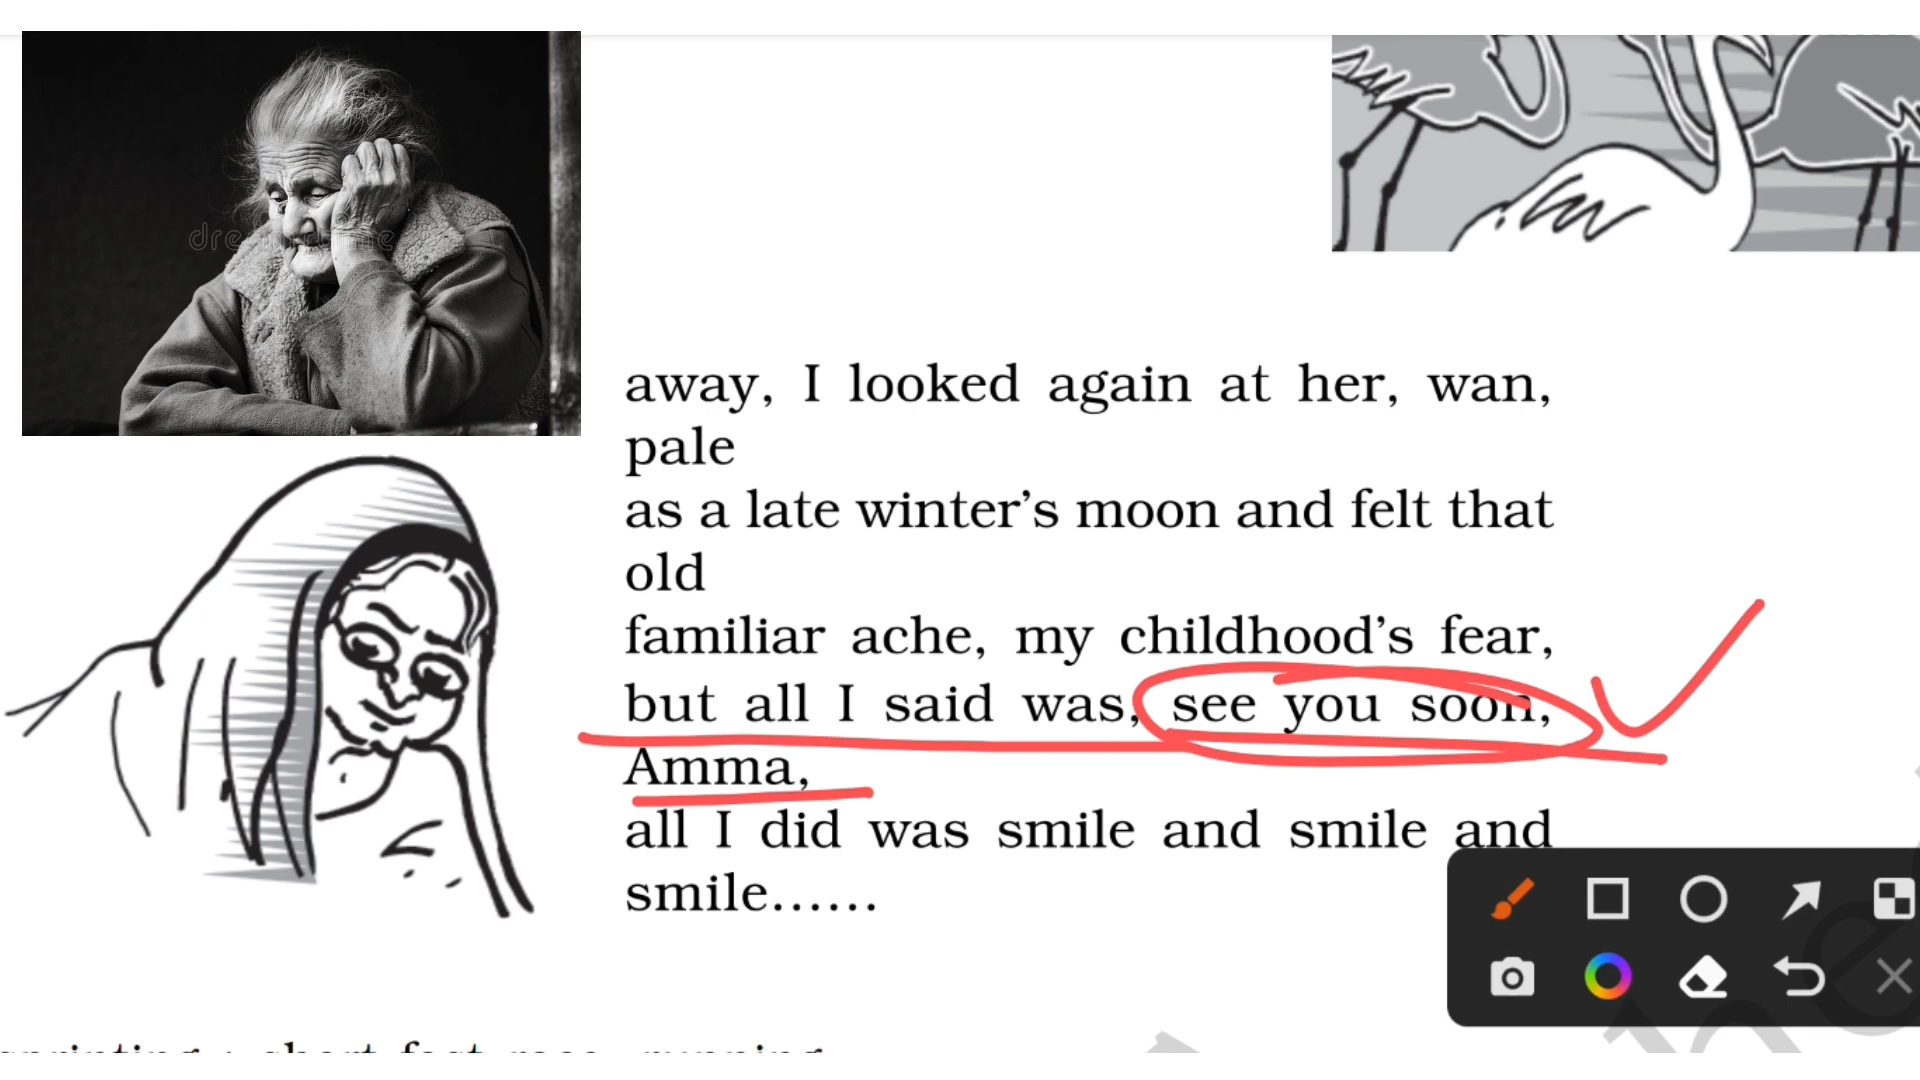 away, I looked again at her, wan,
pale
as a late winter’s moon and felt that
old
familiar ache, my childhood’s fear,
but all I said was, see you soon,
Amma,
all I did was smile and smile and
smile......